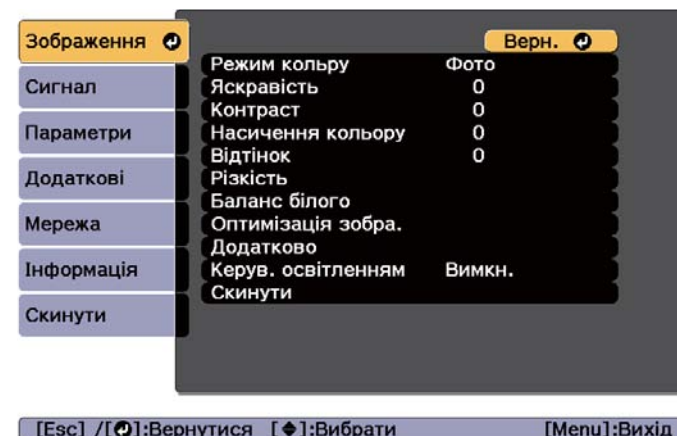 Зображення
Сигнал
Параметри
Додаткові
Мережа
Інформація
Скинути
Верн.
Режим кольру Фото
Яскравість 0
Контраст 0
Насичення кольору 0
Відтінок 0
Різкість
Баланс білого
Оптимізація зобра.
Додатково
Керув. освітленням Вимкн.
Скинути
[Esc] /[]:Вернутися []:Вибрати [Menu]:Вихід